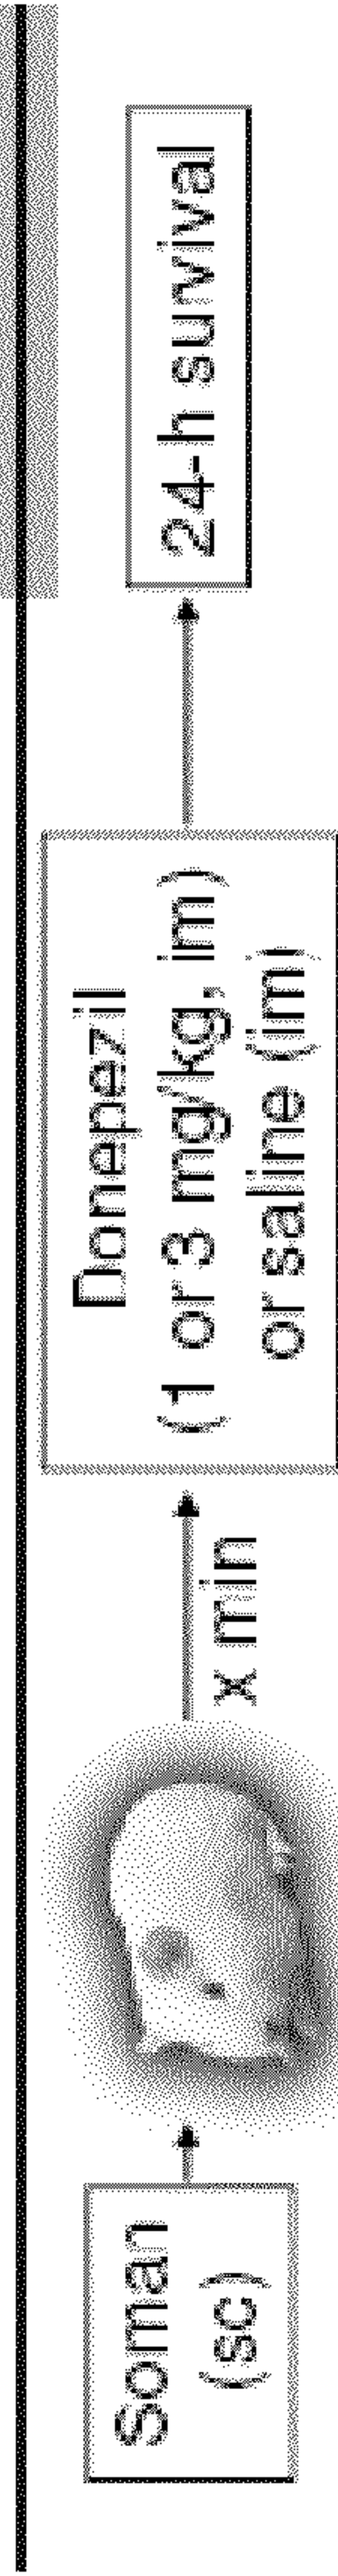 Soman
(sc)
x min
Donepezil
(1 or 3 mg/kg, im)
or saline (im)
24-h survival